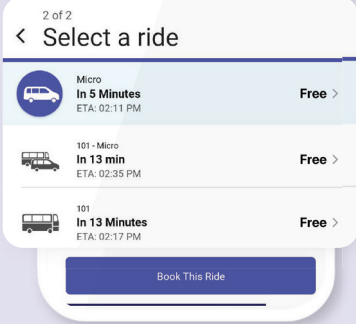 2 of 2
Select a ride
Micro
In 5 Minutes
ETA: 02:11 PM
Free
101 - Micro
In 13 min
ETA: 02:35 PM
Free
101
In 13 Minutes
ETA: 02:17 PM
Free
Book This Ride